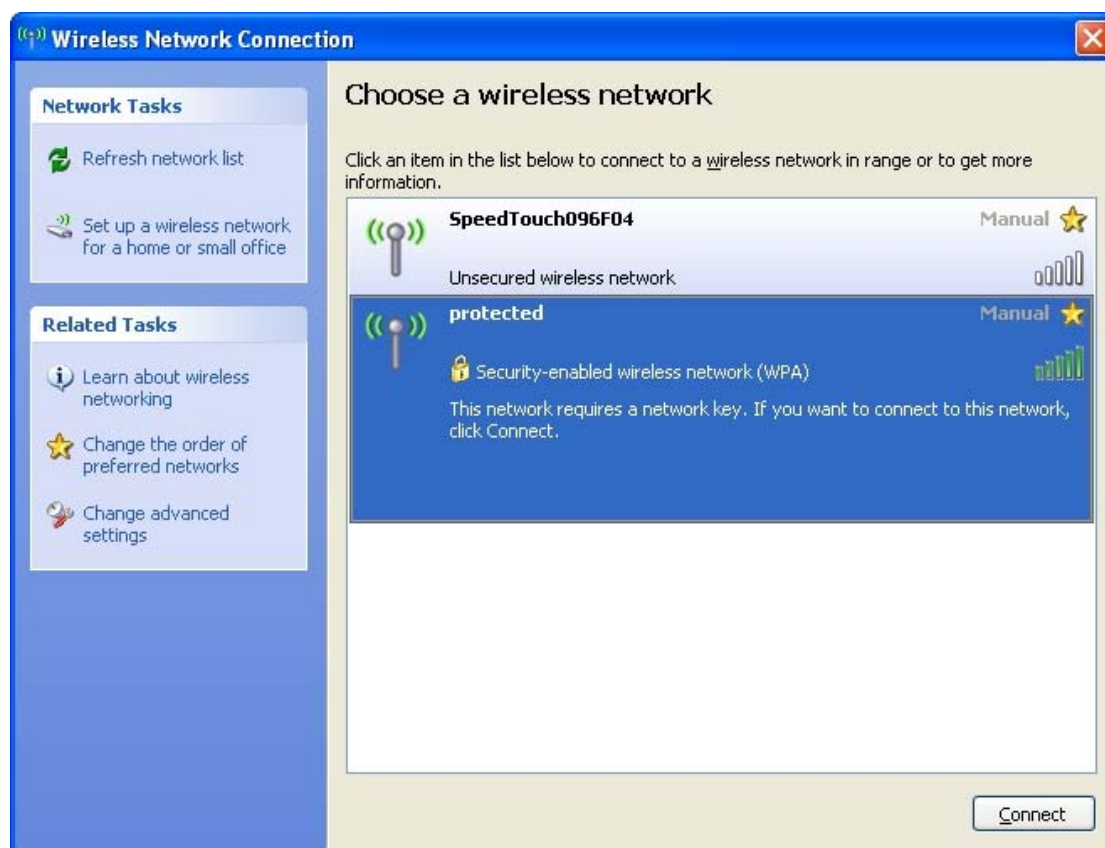 Wireless Network Connection
Network Tasks
Refresh network list
Set up a wireless network
for a home or small office
Related Tasks
Learn about wireless
networking
Change the order of
preferred networks
Change advanced
settings
Choose a wireless network
Click an item in the list below to connect to a wireless network in range or to get more
information.
SpeedTouch096F04 Manual
Unsecured wireless network
protected Manual
Security-enabled wireless network (WPA)
This network requires a network key. If you want to connect to this network,
click Connect.
Connect